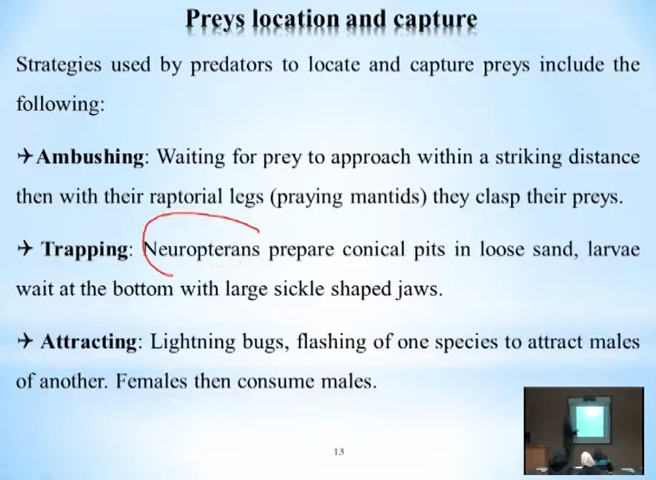 Preys location and capture
Strategies used by predators to locate and capture preys include the
following:
✈Ambushing: Waiting for prey to approach within a striking distance
then with their raptorial legs (praying mantids) they clasp their preys.
✈ Trapping: Neuropterans prepare conical pits in loose sand, larvae
wait at the bottom with large sickle shaped jaws.
✈ Attracting: Lightning bugs, flashing of one species to attract males
of another. Females then consume males.
13